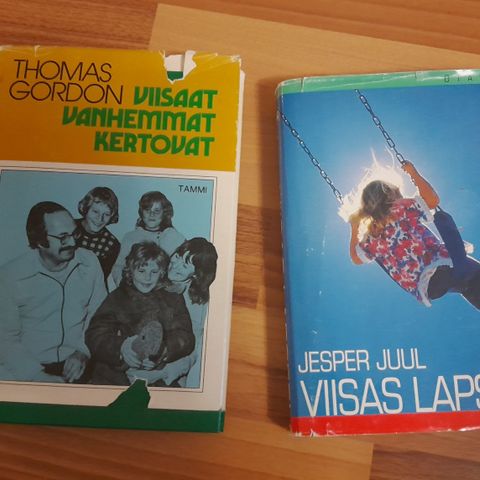 THOMAS
GORDON VIISAAT
VANHEMMAT
KERTOVAT
TAMMI
JESPER JUUL
VIISAS LAPS